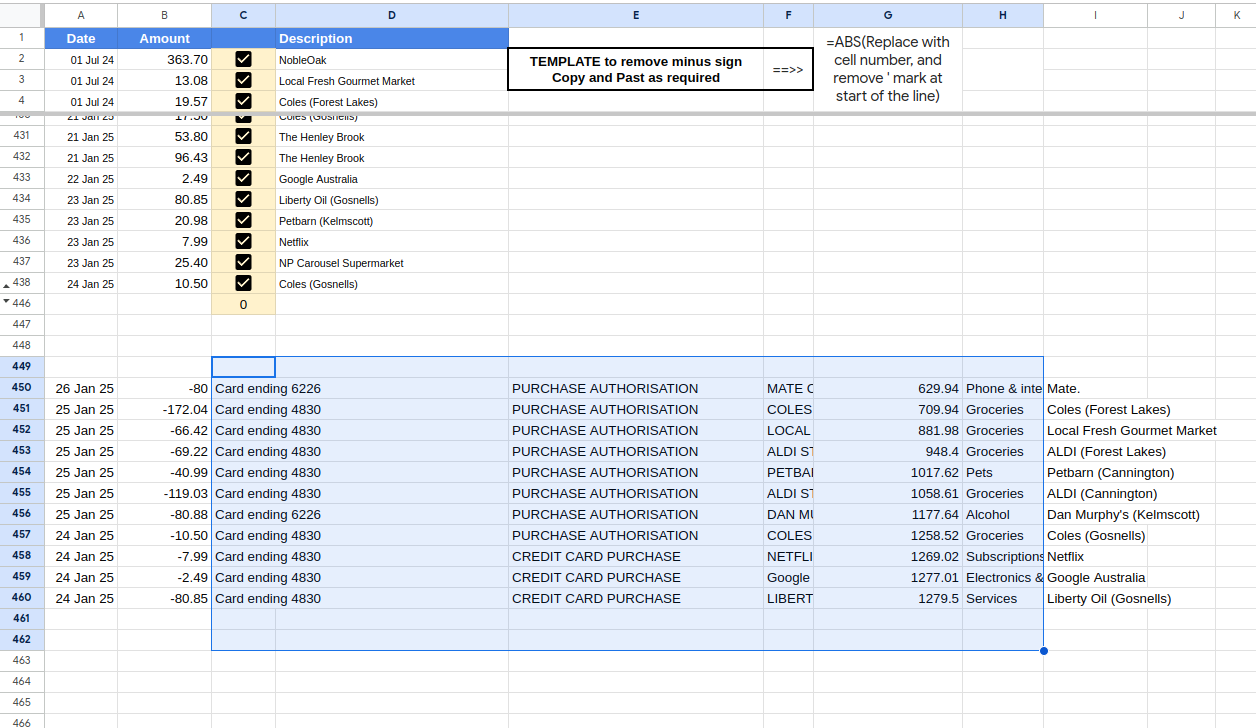 A B C D E F G H I J K
1 Date Amount Description
2 01 Jul 24 363.70 NobleOak
3 01 Jul 24 13.08 Local Fresh Gourmet Market
4 01 Jul 24 19.57 Coles (Forest Lakes)
TEMPLATE to remove minus sign
Copy and Past as required
==>>
=ABS(Replace with
cell number, and
remove ' mark at
start of the line)
21 Jan 25 17.50 Coles (Gosnells)
431 21 Jan 25 53.80 The Henley Brook
432 21 Jan 25 96.43 The Henley Brook
433 22 Jan 25 2.49 Google Australia
434 23 Jan 25 80.85 Liberty Oil (Gosnells)
435 23 Jan 25 20.98 Petbarn (Kelmscott)
436 23 Jan 25 7.99 Netflix
437 23 Jan 25 25.40 NP Carousel Supermarket
438 24 Jan 25 10.50 Coles (Gosnells)
446 0
447
448
449
450 26 Jan 25 -80 Card ending 6226 PURCHASE AUTHORISATION MATE 629.94 Phone & inte Mate.
451 25 Jan 25 -172.04 Card ending 4830 PURCHASE AUTHORISATION COLES 709.94 Groceries Coles (Forest Lakes)
452 25 Jan 25 -66.42 Card ending 4830 PURCHASE AUTHORISATION LOCAL 881.98 Groceries Local Fresh Gourmet Market
453 25 Jan 25 -69.22 Card ending 4830 PURCHASE AUTHORISATION ALDI ST 948.4 Groceries ALDI (Forest Lakes)
454 25 Jan 25 -40.99 Card ending 4830 PURCHASE AUTHORISATION PETBA 1017.62 Pets Petbarn (Cannington)
455 25 Jan 25 -119.03 Card ending 4830 PURCHASE AUTHORISATION ALDI ST 1058.61 Groceries ALDI (Cannington)
456 25 Jan 25 -80.88 Card ending 6226 PURCHASE AUTHORISATION DAN MU 1177.64 Alcohol Dan Murphy's (Kelmscott)
457 24 Jan 25 -10.50 Card ending 4830 PURCHASE AUTHORISATION COLES 1258.52 Groceries Coles (Gosnells)
458 24 Jan 25 -7.99 Card ending 4830 CREDIT CARD PURCHASE NETFLI 1269.02 Subscriptions Netflix
459 24 Jan 25 -2.49 Card ending 4830 CREDIT CARD PURCHASE Google 1277.01 Electronics & Google Australia
460 24 Jan 25 -80.85 Card ending 4830 CREDIT CARD PURCHASE LIBERT 1279.5 Services Liberty Oil (Gosnells)
461
462
463
464
465
466